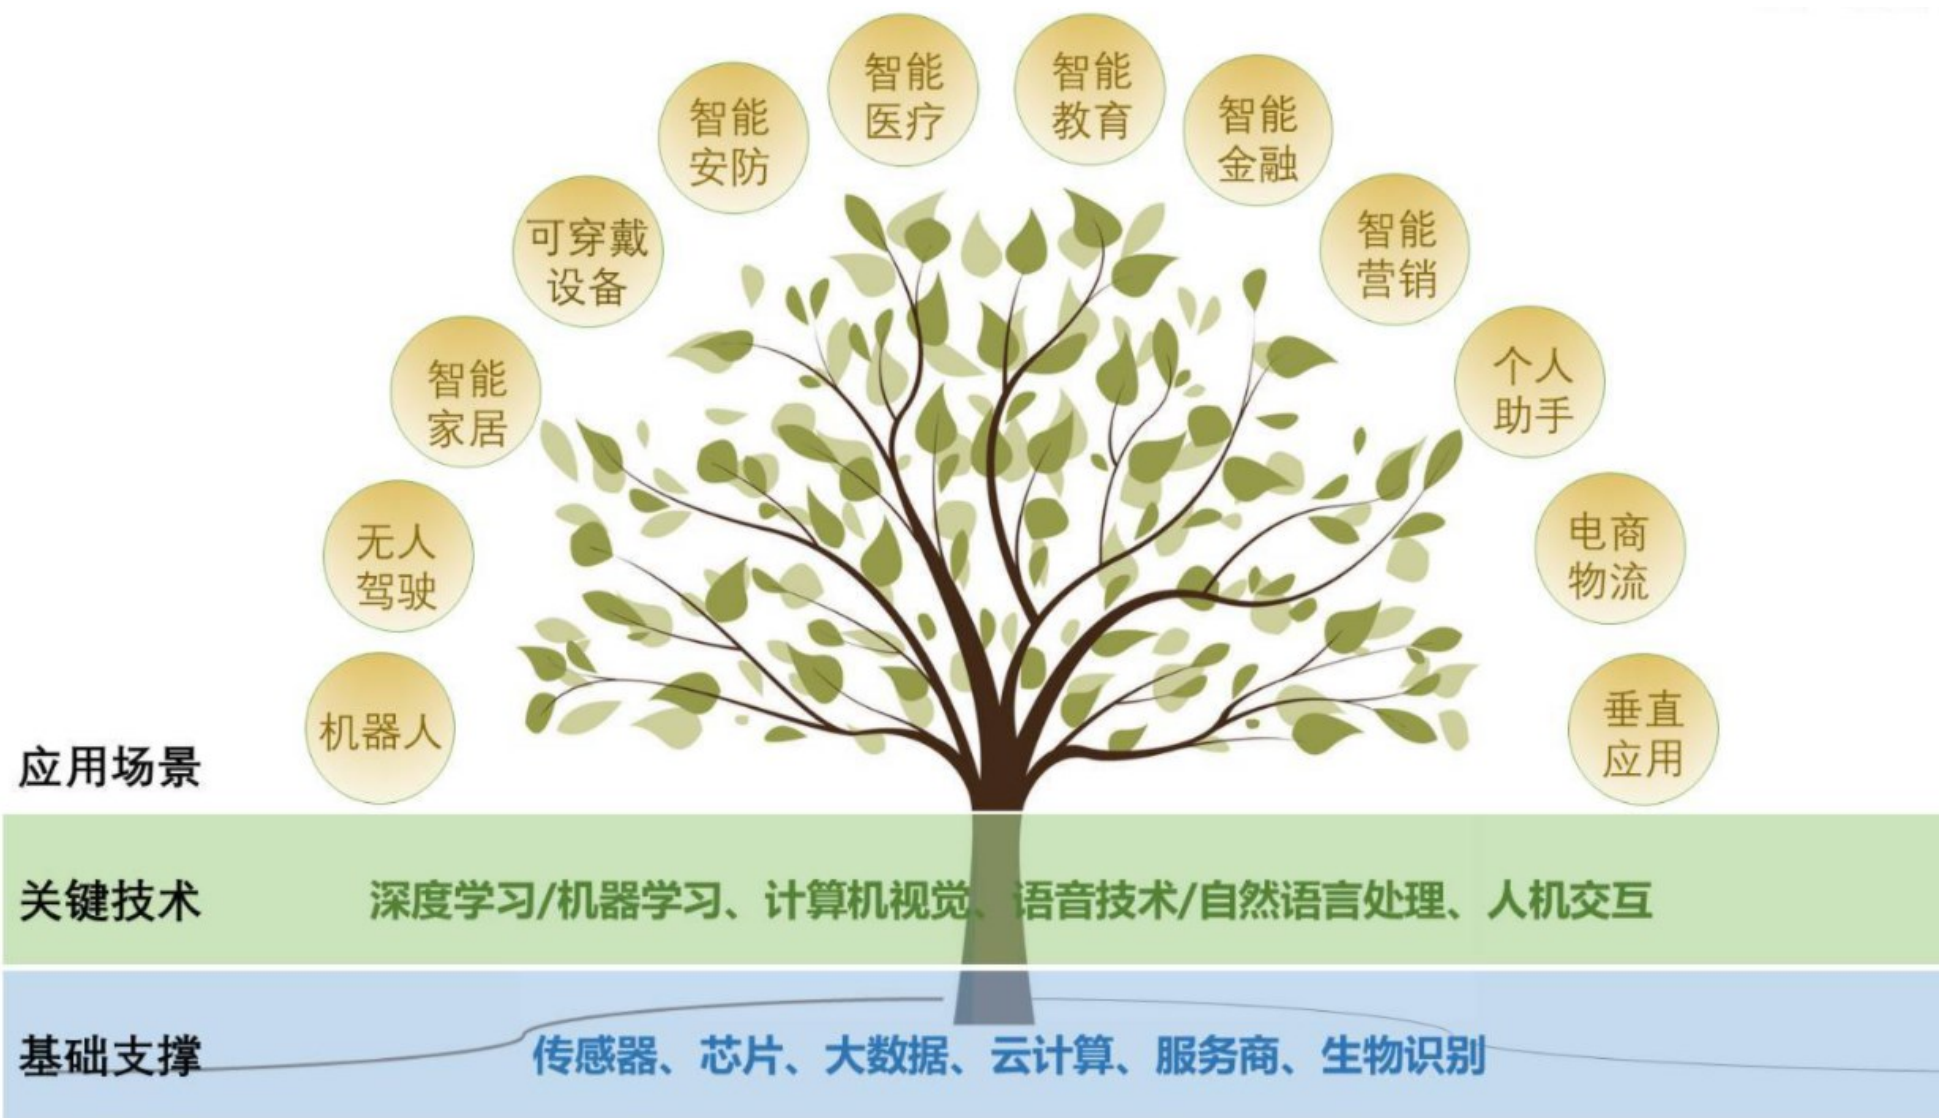 智能
医疗
智能
教育
智能
安防
智能
金融
可穿戴
设备
智能
营销
智能
家居
个人
助手
无人
驾驶
电商
物流
机器人
垂直
应用
应用场景
关键技术
深度学习/机器学习、计算机视觉、语音技术/自然语言处理、人机交互
基础支撑
传感器、芯片、大数据、云计算、服务商、生物识别